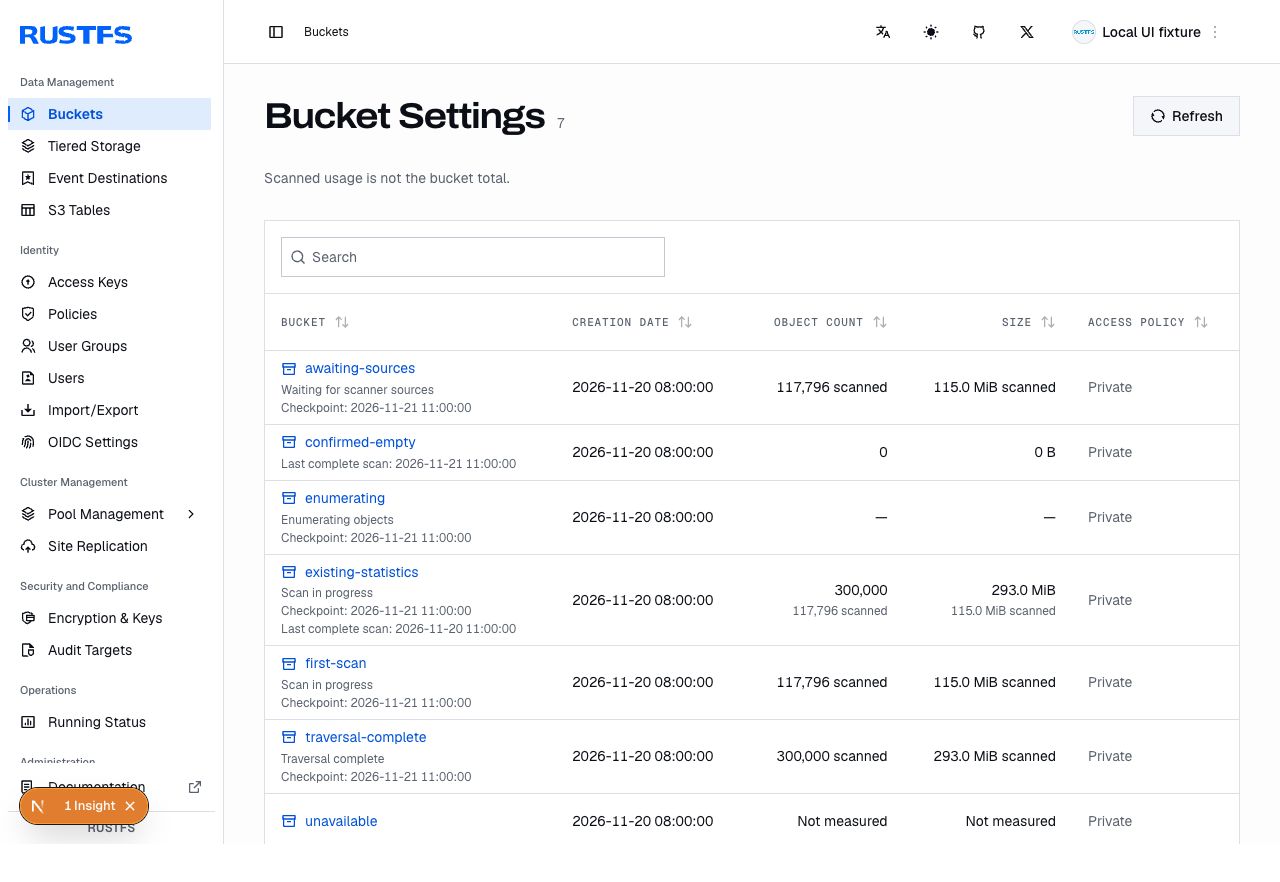 RUSTFS
Data Management
Buckets
Tiered Storage
Event Destinations
S3 Tables
Identity
Access Keys
Policies
User Groups
Users
Import/Export
OIDC Settings
Cluster Management
Pool Management
Site Replication
Security and Compliance
Encryption & Keys
Audit Targets
Operations
Running Status
Administration
Documentation
1 Insight
RUSTFS
Buckets
RUSTFS
Local UI fixture
Bucket Settings 7
Refresh
Scanned usage is not the bucket total.
Search
BUCKET CREATION DATE OBJECT COUNT SIZE ACCESS POLICY
awaiting-sources
Waiting for scanner sources
Checkpoint: 2026-11-21 11:00:00
2026-11-20 08:00:00 117,796 scanned 115.0 MiB scanned Private
confirmed-empty
Last complete scan: 2026-11-21 11:00:00
2026-11-20 08:00:00 0 0 B Private
enumerating
Enumerating objects
Checkpoint: 2026-11-21 11:00:00
2026-11-20 08:00:00 — — Private
existing-statistics
Scan in progress
Checkpoint: 2026-11-21 11:00:00
Last complete scan: 2026-11-20 11:00:00
2026-11-20 08:00:00 300,000 293.0 MiB Private
117,796 scanned 115.0 MiB scanned
first-scan
Scan in progress
Checkpoint: 2026-11-21 11:00:00
2026-11-20 08:00:00 117,796 scanned 115.0 MiB scanned Private
traversal-complete
Traversal complete
Checkpoint: 2026-11-21 11:00:00
2026-11-20 08:00:00 300,000 scanned 293.0 MiB scanned Private
unavailable 2026-11-20 08:00:00 Not measured Not measured Private